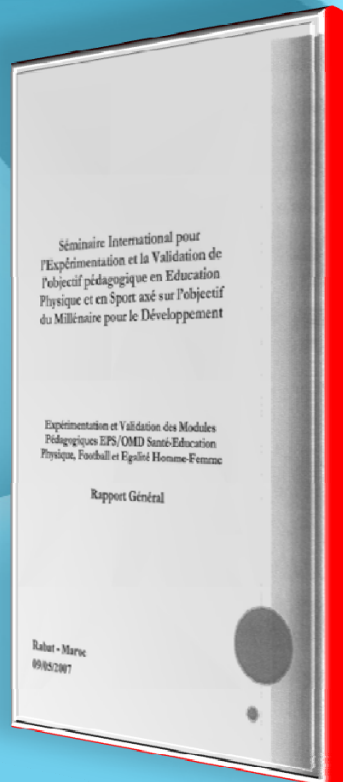 Séminaire International pour
l'Expérimentation et la Validation de
l'objectif pédagogique en Education
Physique et en Sport axé sur l'objectif
du Millénaire pour le Développement
Expérimentation et Validation des Modules
Pédagogiques EPS/OMD Santé-Education
Physique, Football et Egalité Homme-Femme
Rapport Général
Rabat - Maroc
09/05/2007